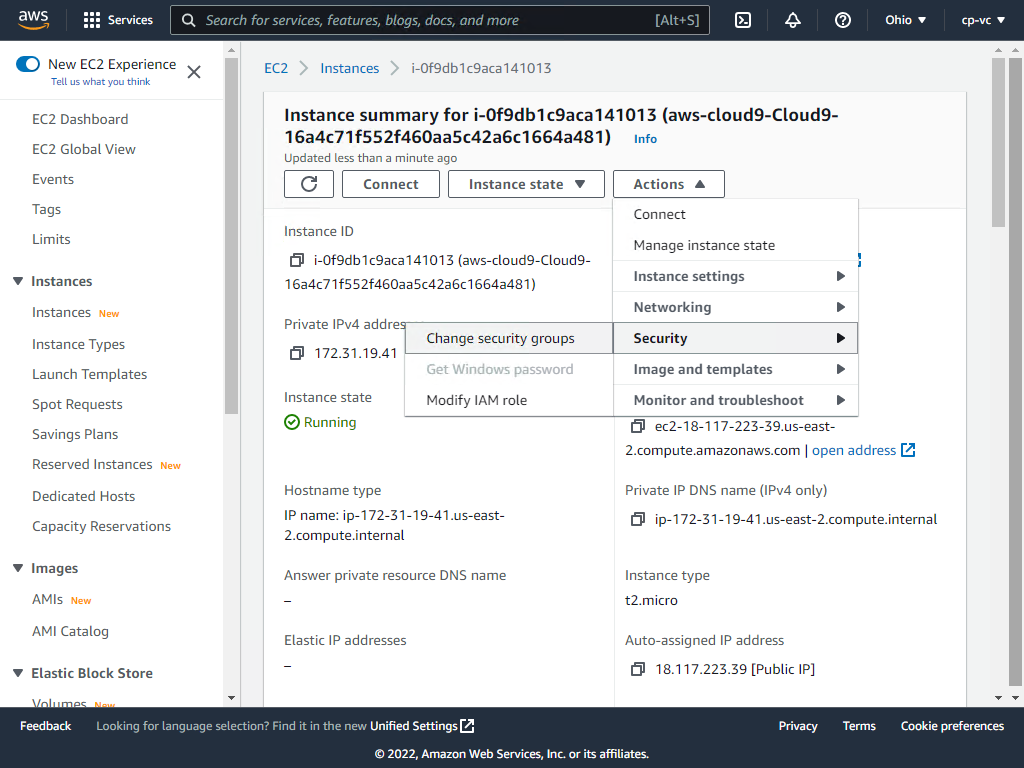 aws
Services
Search for services, features, blogs, docs, and more
[Alt+S]
Ohio
cp-vc
New EC2 Experience
Tell us what you think
EC2 Dashboard
EC2 Global View
Events
Tags
Limits
Instances
Instances New
Instance Types
Launch Templates
Spot Requests
Savings Plans
Reserved Instances New
Dedicated Hosts
Capacity Reservations
Images
AMIs New
AMI Catalog
Elastic Block Store
Volumes New
EC2
Instances
i-0f9db1c9aca141013
Instance summary for i-0f9db1c9aca141013 (aws-cloud9-Cloud9-
16a4c71f552f460aa5c42a6c1664a481) Info
Updated less than a minute ago
Connect
Instance state
Actions
Connect
Manage instance state
Instance settings
Networking
Security
Image and templates
Monitor and troubleshoot
Change security groups
Get Windows password
Modify IAM role
Instance ID
i-0f9db1c9aca141013 (aws-cloud9-Cloud9-
16a4c71f552f460aa5c42a6c1664a481)
Private IPv4 addres
172.31.19.41
Instance state
Running
ec2-18-117-223-39.us-east-
2.compute.amazonaws.com | open address
Hostname type
IP name: ip-172-31-19-41.us-east-
2.compute.internal
Private IP DNS name (IPv4 only)
ip-172-31-19-41.us-east-2.compute.internal
Answer private resource DNS name
–
Instance type
t2.micro
Elastic IP addresses
–
Auto-assigned IP address
18.117.223.39 [Public IP]
Feedback
Looking for language selection? Find it in the new Unified Settings
Privacy
Terms
Cookie preferences
© 2022, Amazon Web Services, Inc. or its affiliates.